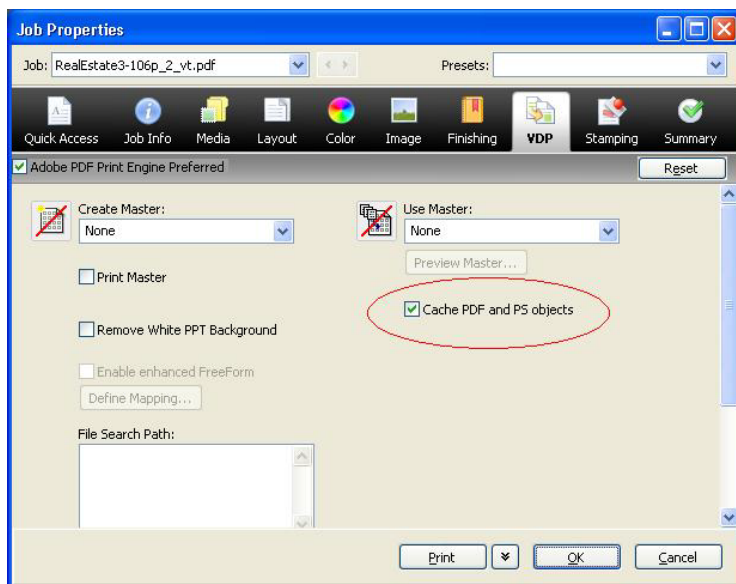 Job Properties
Job: RealEstate3-106p_2_vt.pdf Presets:
Quick Access Job Info Media Layout Color Image Finishing VDP Stamping Summary
Adobe PDF Print Engine Preferred Reset
Create Master: Use Master:
None None
Preview Master...
Print Master
Cache PDF and PS objects
Remove White PPT Background
Enable enhanced FreeForm
Define Mapping...
File Search Path:
Print OK Cancel